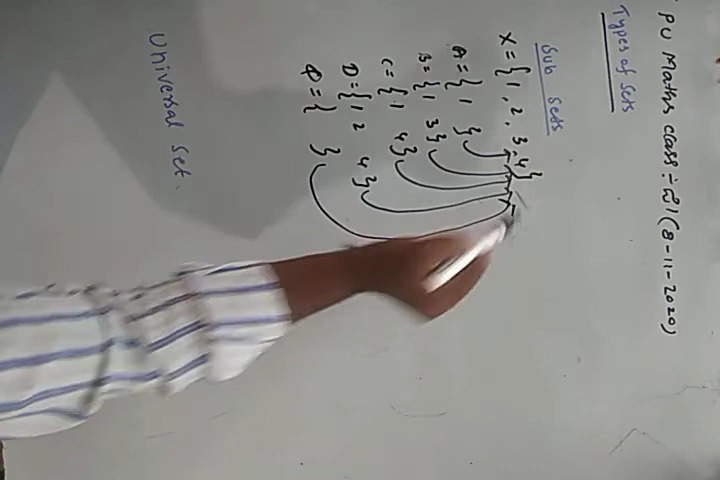 PU Maths class :- 21 (8-11-2020)
Types of Sets
Sub Sets
X = { 1 , 2 , 3, 4 }
A = { 1 }
B = { 1 3 }
C = { 1 4 }
D = { 1 2 4 }
Φ = { }
Universal Set.